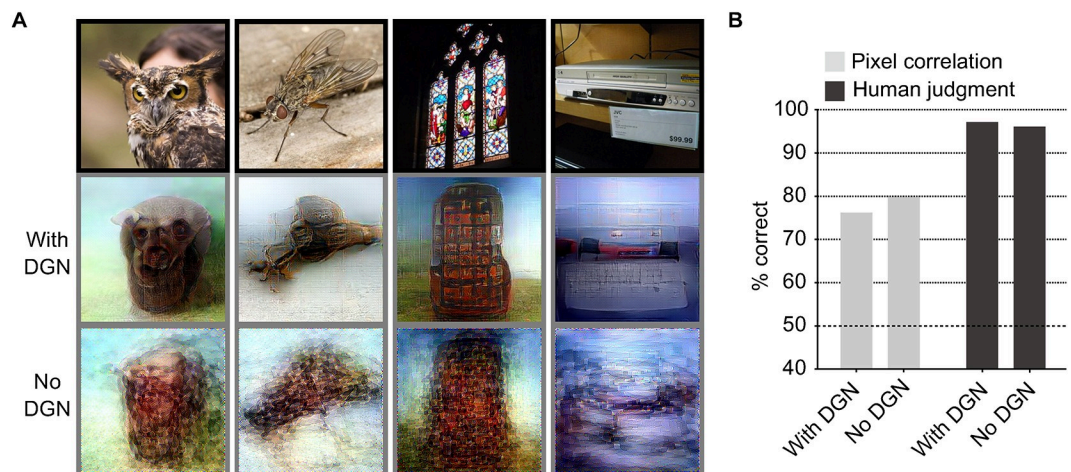 A
With
DGN
No
DGN
JVC
$99.99
B
Pixel correlation
Human judgment
% correct
100
90
80
70
60
50
40
With DGN
No DGN
With DGN
No DGN